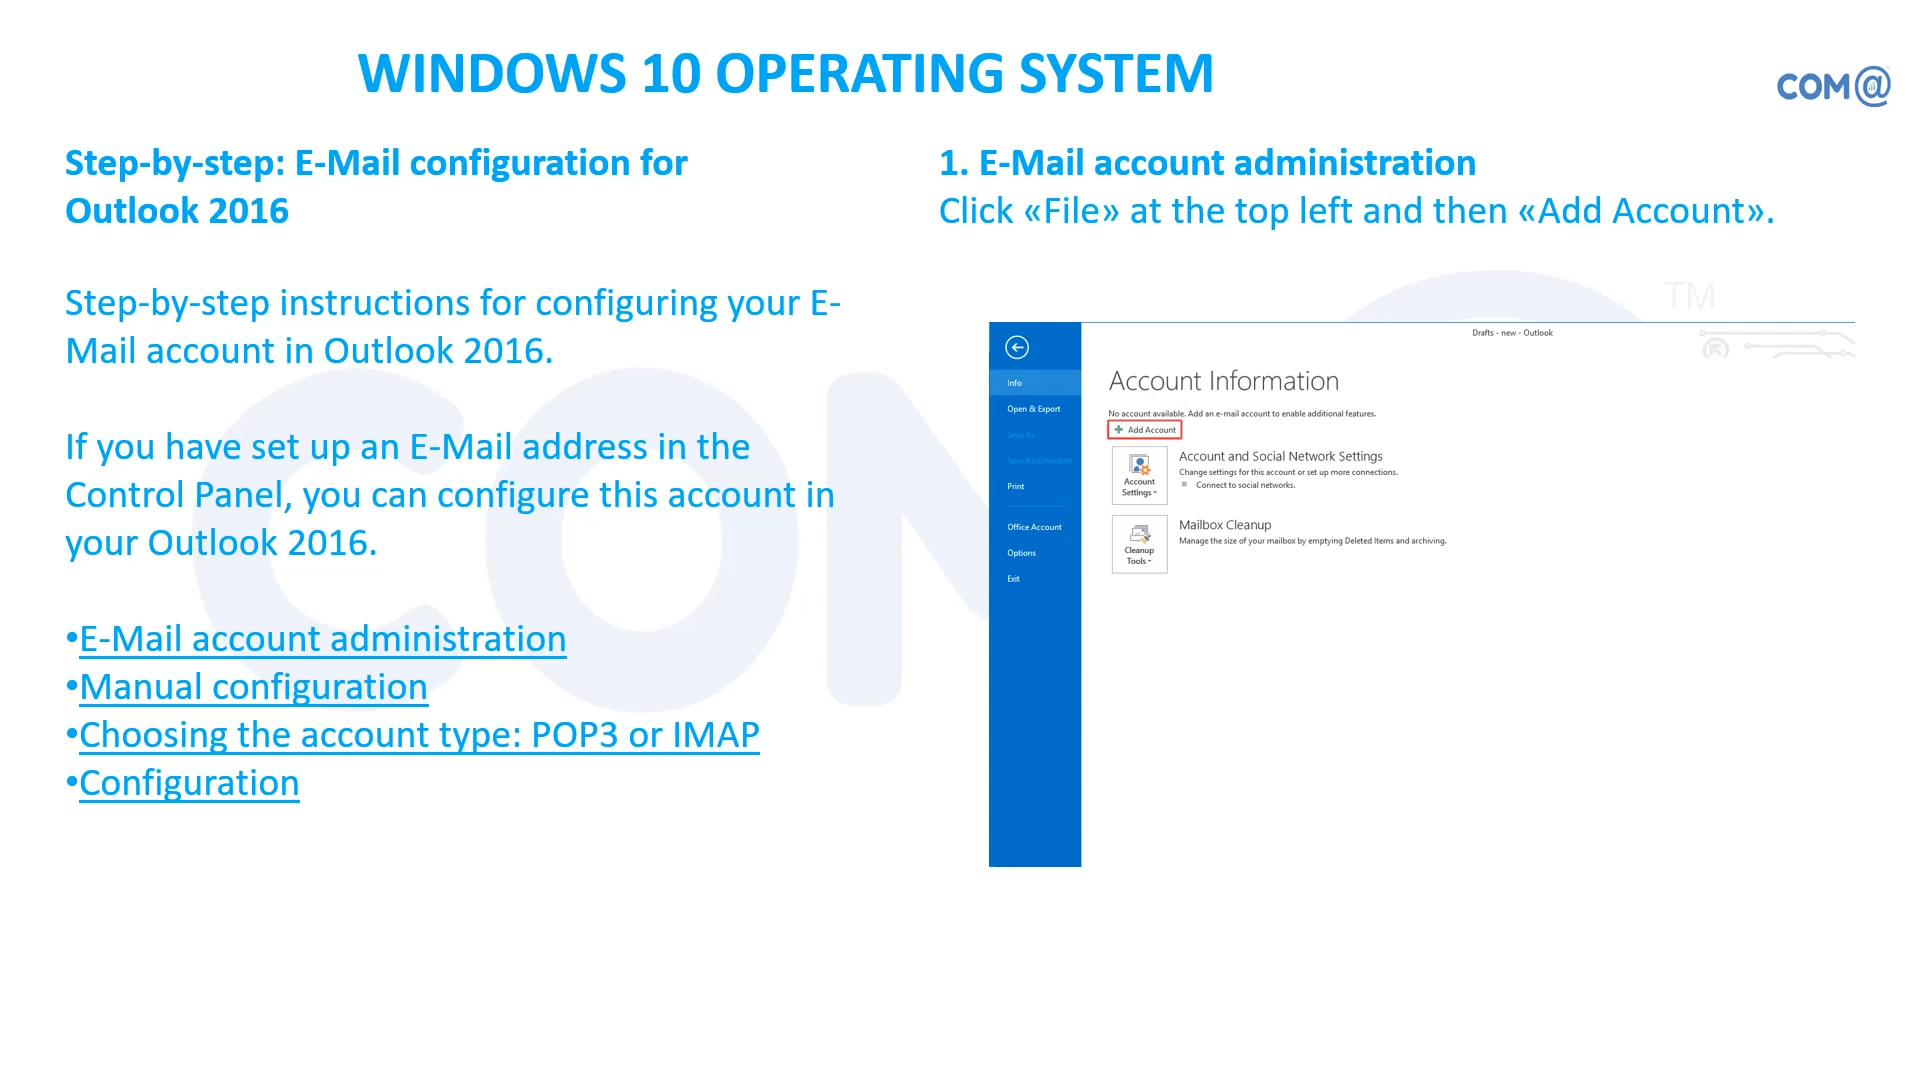 WINDOWS 10 OPERATING SYSTEM
COM@
Step-by-step: E-Mail configuration for
Outlook 2016
Step-by-step instructions for configuring your E-
Mail account in Outlook 2016.
If you have set up an E-Mail address in the
Control Panel, you can configure this account in
your Outlook 2016.
•E-Mail account administration
•Manual configuration
•Choosing the account type: POP3 or IMAP
•Configuration
1. E-Mail account administration
Click «File» at the top left and then «Add Account».
TM
Drafts - new - Outlook
Info
Open & Export
Save As
Save Attachments
Print
Office Account
Options
Exit
Account Information
No account available. Add an e-mail account to enable additional features.
Add Account
Account
Settings
Account and Social Network Settings
Change settings for this account or set up more connections.
Connect to social networks.
Cleanup
Tools
Mailbox Cleanup
Manage the size of your mailbox by emptying Deleted Items and archiving.